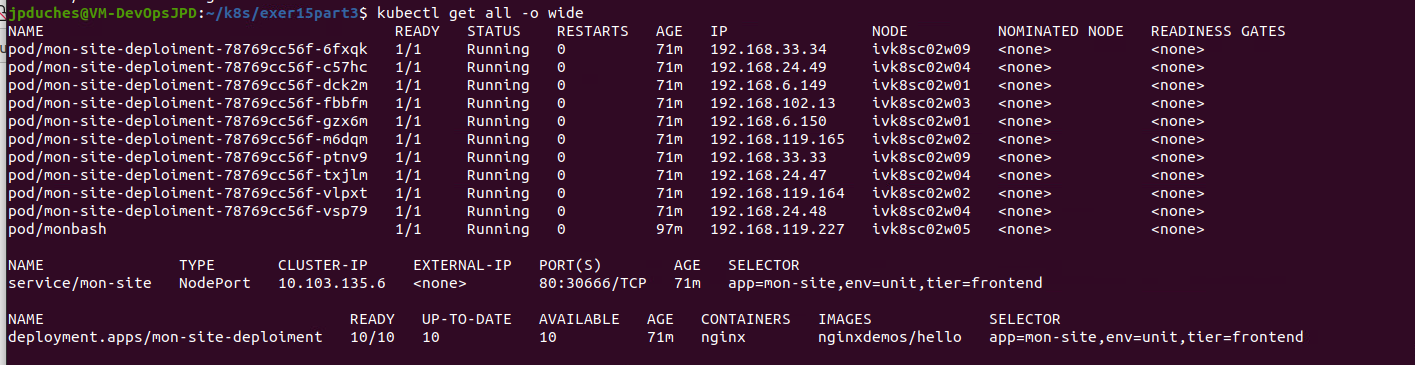 jpduches@VM-DevOpsJPD:~/k8s/exer15part3$ kubectl get all -o wide
NAME READY STATUS RESTARTS AGE IP NODE NOMINATED NODE READINESS GATES
pod/mon-site-deploiment-78769cc56f-6fxqk 1/1 Running 0 71m 192.168.33.34 ivk8sc02w09 <none> <none>
pod/mon-site-deploiment-78769cc56f-c57hc 1/1 Running 0 71m 192.168.24.49 ivk8sc02w04 <none> <none>
pod/mon-site-deploiment-78769cc56f-dck2m 1/1 Running 0 71m 192.168.6.149 ivk8sc02w01 <none> <none>
pod/mon-site-deploiment-78769cc56f-fbbfm 1/1 Running 0 71m 192.168.102.13 ivk8sc02w03 <none> <none>
pod/mon-site-deploiment-78769cc56f-gzx6m 1/1 Running 0 71m 192.168.6.150 ivk8sc02w01 <none> <none>
pod/mon-site-deploiment-78769cc56f-m6dqm 1/1 Running 0 71m 192.168.119.165 ivk8sc02w02 <none> <none>
pod/mon-site-deploiment-78769cc56f-ptnv9 1/1 Running 0 71m 192.168.33.33 ivk8sc02w09 <none> <none>
pod/mon-site-deploiment-78769cc56f-txjlm 1/1 Running 0 71m 192.168.24.47 ivk8sc02w04 <none> <none>
pod/mon-site-deploiment-78769cc56f-vlpxt 1/1 Running 0 71m 192.168.119.164 ivk8sc02w02 <none> <none>
pod/mon-site-deploiment-78769cc56f-vsp79 1/1 Running 0 71m 192.168.24.48 ivk8sc02w04 <none> <none>
pod/monbash 1/1 Running 0 97m 192.168.119.227 ivk8sc02w05 <none> <none>
NAME TYPE CLUSTER-IP EXTERNAL-IP PORT(S) AGE SELECTOR
service/mon-site NodePort 10.103.135.6 <none> 80:30666/TCP 71m app=mon-site,env=unit,tier=frontend
NAME READY UP-TO-DATE AVAILABLE AGE CONTAINERS IMAGES SELECTOR
deployment.apps/mon-site-deploiment 10/10 10 10 71m nginx nginxdemos/hello app=mon-site,env=unit,tier=frontend